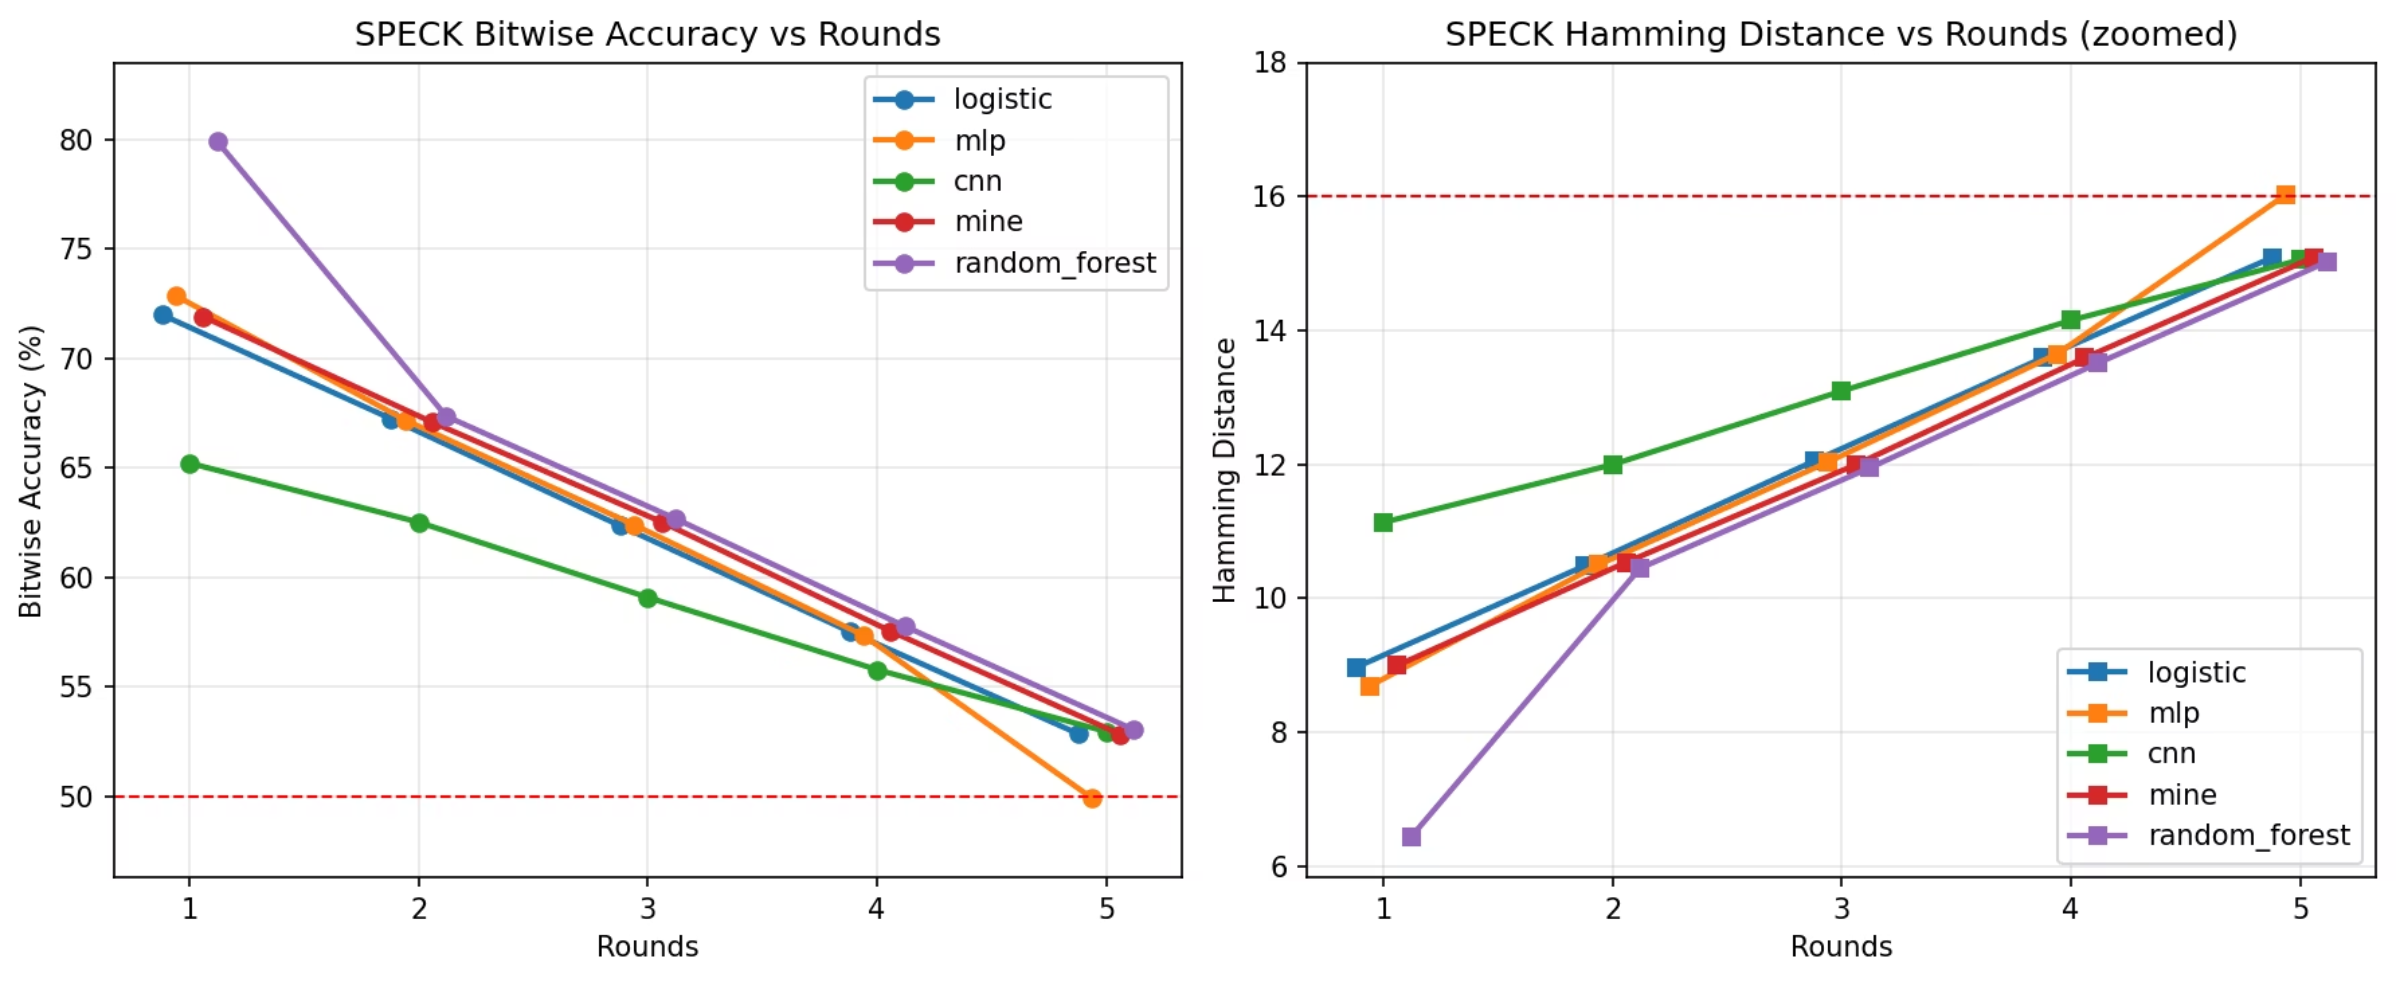 SPECK Bitwise Accuracy vs Rounds
Bitwise Accuracy (%)
80
75
70
65
60
55
50
logistic
mlp
cnn
mine
random_forest
1 2 3 4 5
Rounds
SPECK Hamming Distance vs Rounds (zoomed)
Hamming Distance
18
16
14
12
10
8
6
logistic
mlp
cnn
mine
random_forest
1 2 3 4 5
Rounds